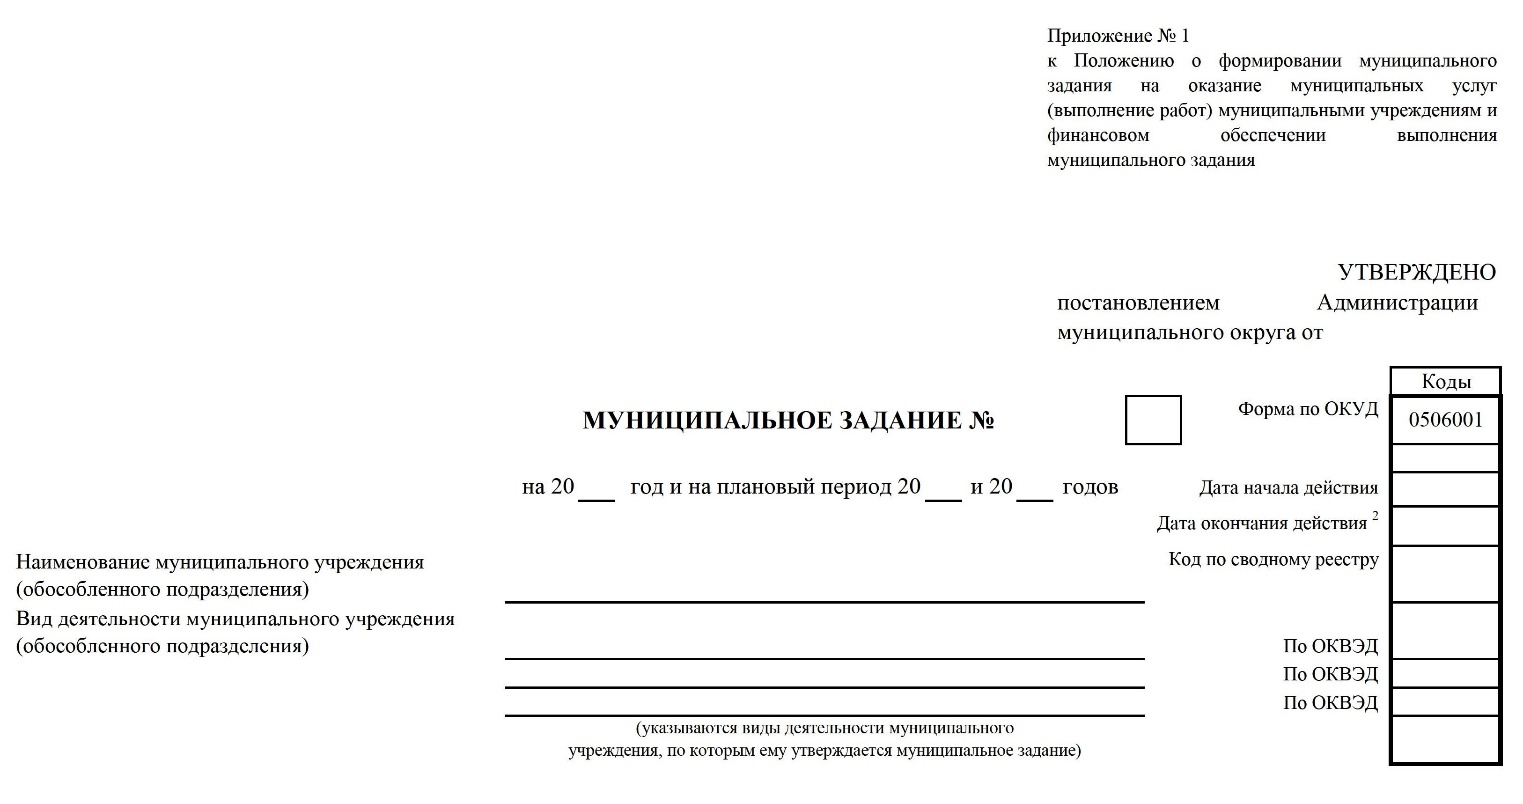 Приложение № 1
к Положению о формировании муниципального
задания на оказание муниципальных услуг
(выполнение работ) муниципальными учреждениям и
финансовом обеспечении выполнения
муниципального задания
УТВЕРЖДЕНО
постановлением Администрации
муниципального округа от
Коды
МУНИЦИПАЛЬНОЕ ЗАДАНИЕ №
Форма по ОКУД
0506001
на 20___ год и на плановый период 20___ и 20___ годов
Дата начала действия
Дата окончания действия 2
Наименование муниципального учреждения
(обособленного подразделения)
Код по сводному реестру
Вид деятельности муниципального учреждения
(обособленного подразделения)
По ОКВЭД
По ОКВЭД
По ОКВЭД
(указываются виды деятельности муниципального
учреждения, по которым ему утверждается муниципальное задание)